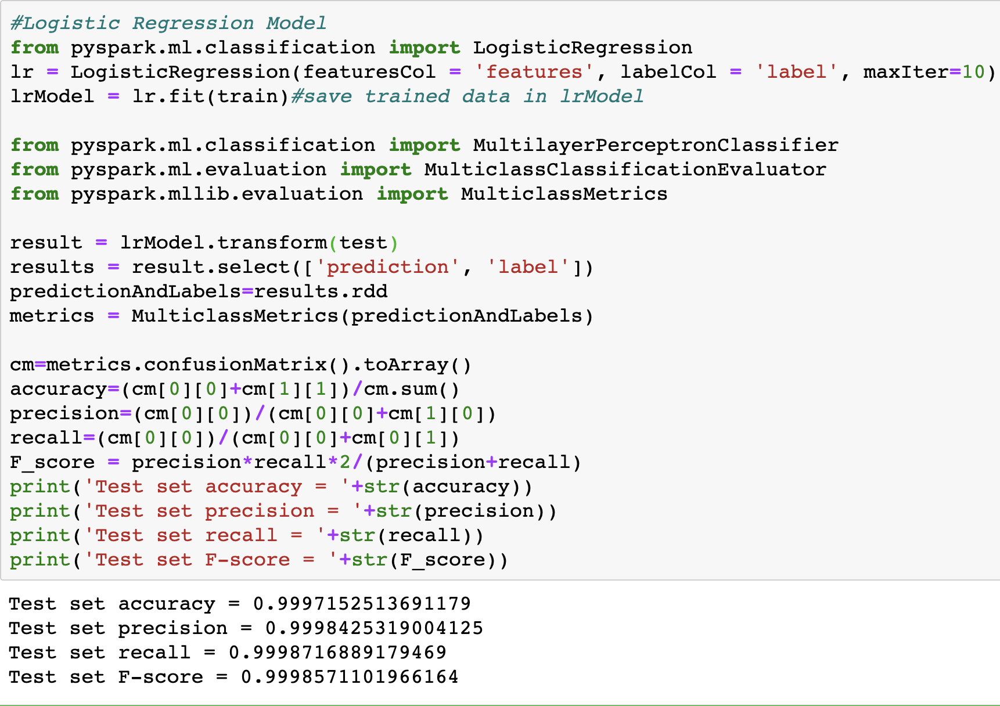 #Logistic Regression Model
from pyspark.ml.classification import LogisticRegression
lr = LogisticRegression(featuresCol = 'features', labelCol = 'label', maxIter=10)
lrModel = lr.fit(train)#save trained data in lrModel
from pyspark.ml.classification import MultilayerPerceptronClassifier
from pyspark.ml.evaluation import MulticlassClassificationEvaluator
from pyspark.mllib.evaluation import MulticlassMetrics
result = lrModel.transform(test)
results = result.select(['prediction', 'label'])
predictionAndLabels=results.rdd
metrics = MulticlassMetrics(predictionAndLabels)
cm=metrics.confusionMatrix().toArray()
accuracy=(cm[0][0]+cm[1][1])/cm.sum()
precision=(cm[0][0])/(cm[0][0]+cm[1][0])
recall=(cm[0][0])/(cm[0][0]+cm[0][1])
F_score = precision*recall*2/(precision+recall)
print('Test set accuracy = '+str(accuracy))
print('Test set precision = '+str(precision))
print('Test set recall = '+str(recall))
print('Test set F-score = '+str(F_score))
Test set accuracy = 0.9997152513691179
Test set precision = 0.9998425319004125
Test set recall = 0.9998716889179469
Test set F-score = 0.9998571101966164